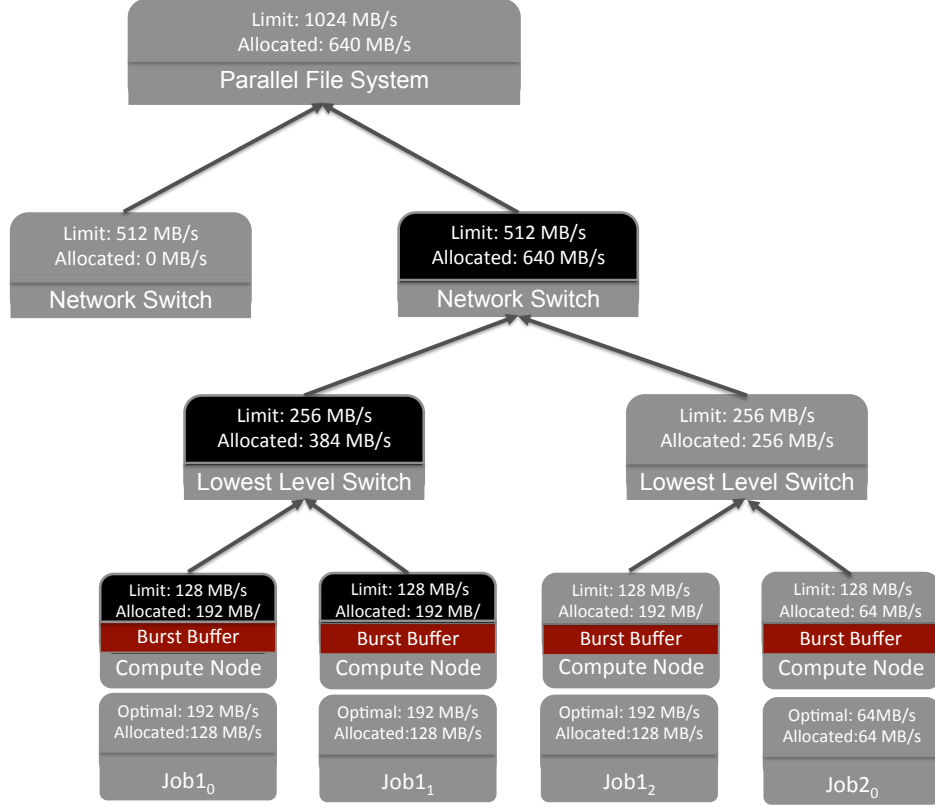 Limit: 1024 MB/s
Allocated: 640 MB/s
Parallel File System
Limit: 512 MB/s
Allocated: 0 MB/s
Network Switch
Limit: 512 MB/s
Allocated: 640 MB/s
Network Switch
Limit: 256 MB/s
Allocated: 384 MB/s
Lowest Level Switch
Limit: 256 MB/s
Allocated: 256 MB/s
Lowest Level Switch
Limit: 128 MB/s
Allocated: 192 MB/
Burst Buffer
Compute Node
Limit: 128 MB/s
Allocated: 192 MB/
Burst Buffer
Compute Node
Limit: 128 MB/s
Allocated: 192 MB/
Burst Buffer
Compute Node
Limit: 128 MB/s
Allocated: 64 MB/s
Burst Buffer
Compute Node
Optimal: 192 MB/s
Allocated:128 MB/s
Job1₀
Optimal: 192 MB/s
Allocated:128 MB/s
Job1₁
Optimal: 192 MB/s
Allocated:128 MB/s
Job1₂
Optimal: 64MB/s
Allocated:64 MB/s
Job2₀